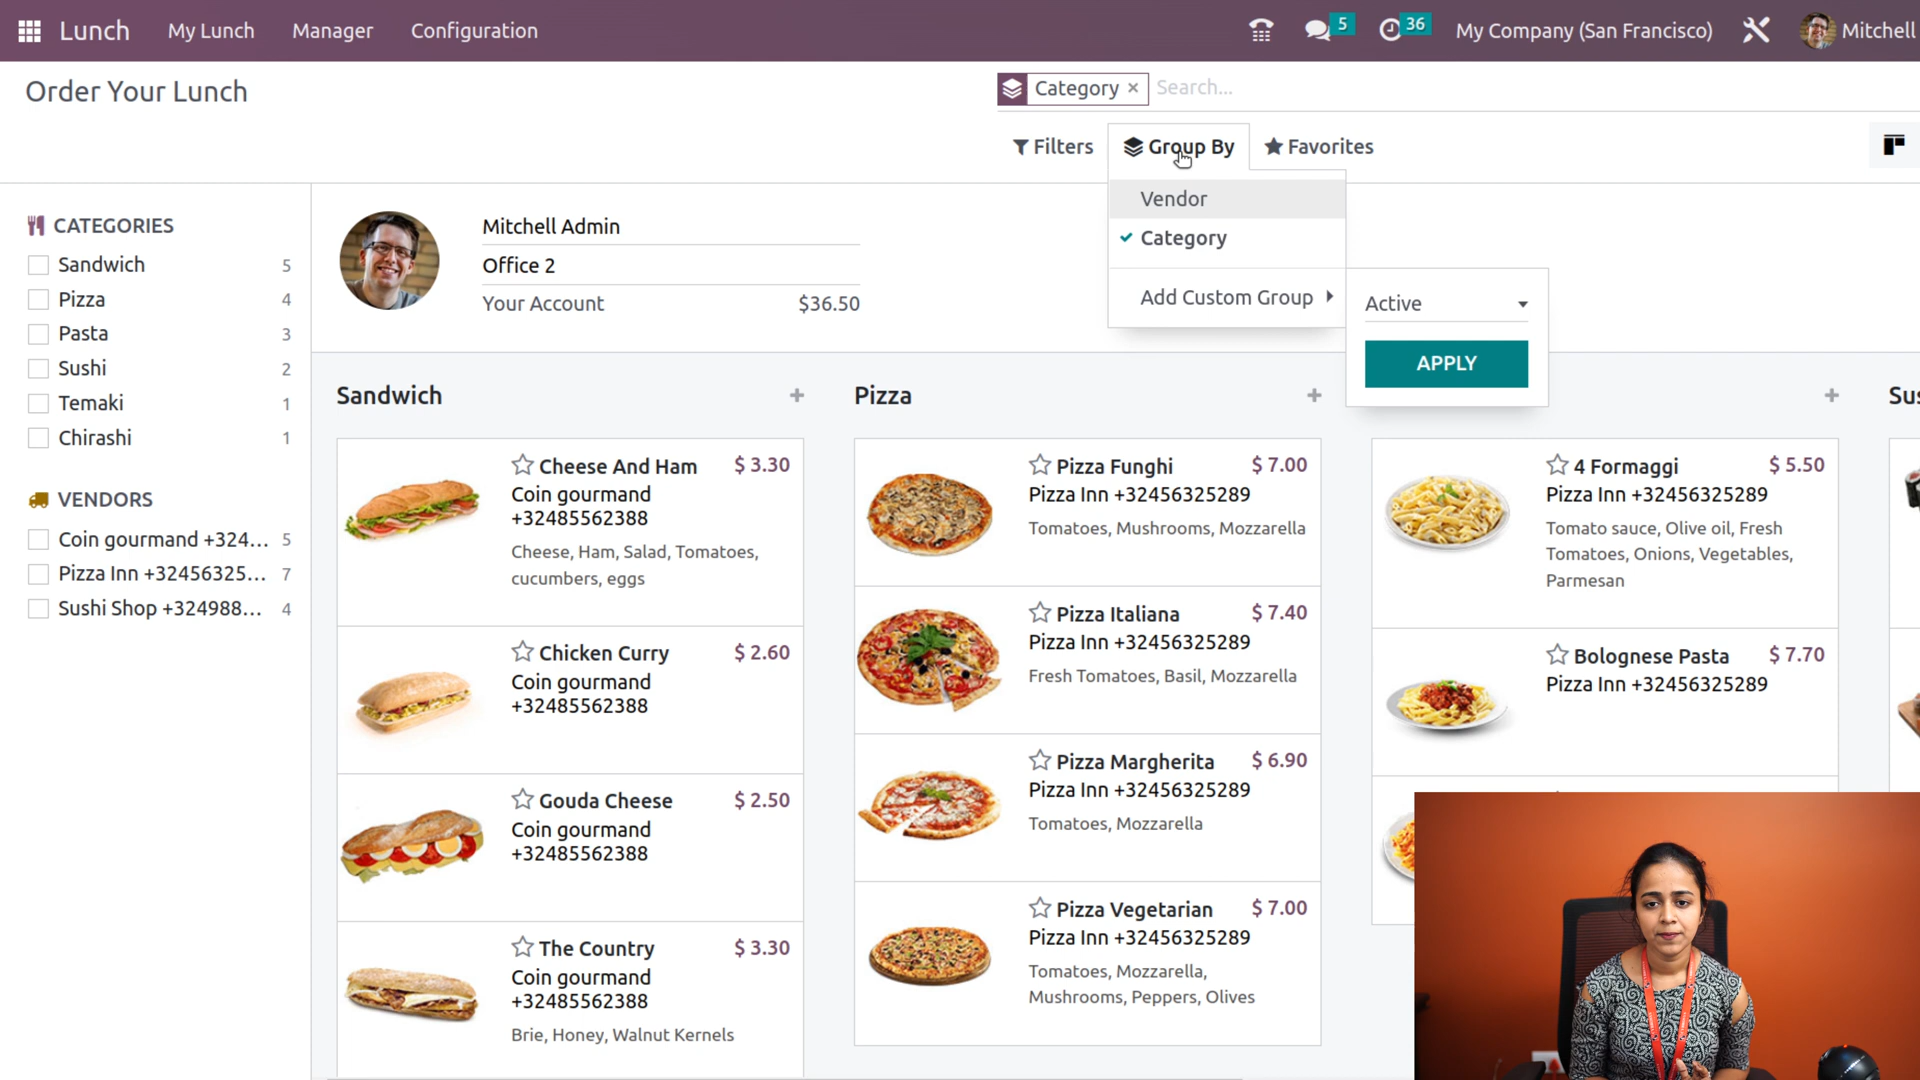 Lunch My Lunch Manager Configuration 5 36 My Company (San Francisco) Mitchell
Order Your Lunch
Category × Search...
Filters Group By Favorites
Vendor
Category
Add Custom Group
Active
APPLY
CATEGORIES
Sandwich 5
Pizza 4
Pasta 3
Sushi 2
Temaki 1
Chirashi 1
VENDORS
Coin gourmand +324... 5
Pizza Inn +32456325... 7
Sushi Shop +324988... 4
Mitchell Admin
Office 2
Your Account $36.50
Sandwich +
Cheese And Ham $ 3.30
Coin gourmand
+32485562388
Cheese, Ham, Salad, Tomatoes,
cucumbers, eggs
Chicken Curry $ 2.60
Coin gourmand
+32485562388
Gouda Cheese $ 2.50
Coin gourmand
+32485562388
The Country $ 3.30
Coin gourmand
+32485562388
Brie, Honey, Walnut Kernels
Pizza +
Pizza Funghi $ 7.00
Pizza Inn +32456325289
Tomatoes, Mushrooms, Mozzarella
Pizza Italiana $ 7.40
Pizza Inn +32456325289
Fresh Tomatoes, Basil, Mozzarella
Pizza Margherita $ 6.90
Pizza Inn +32456325289
Tomatoes, Mozzarella
Pizza Vegetarian $ 7.00
Pizza Inn +32456325289
Tomatoes, Mozzarella,
Mushrooms, Peppers, Olives
+
4 Formaggi $ 5.50
Pizza Inn +32456325289
Tomato sauce, Olive oil, Fresh
Tomatoes, Onions, Vegetables,
Parmesan
Bolognese Pasta $ 7.70
Pizza Inn +32456325289